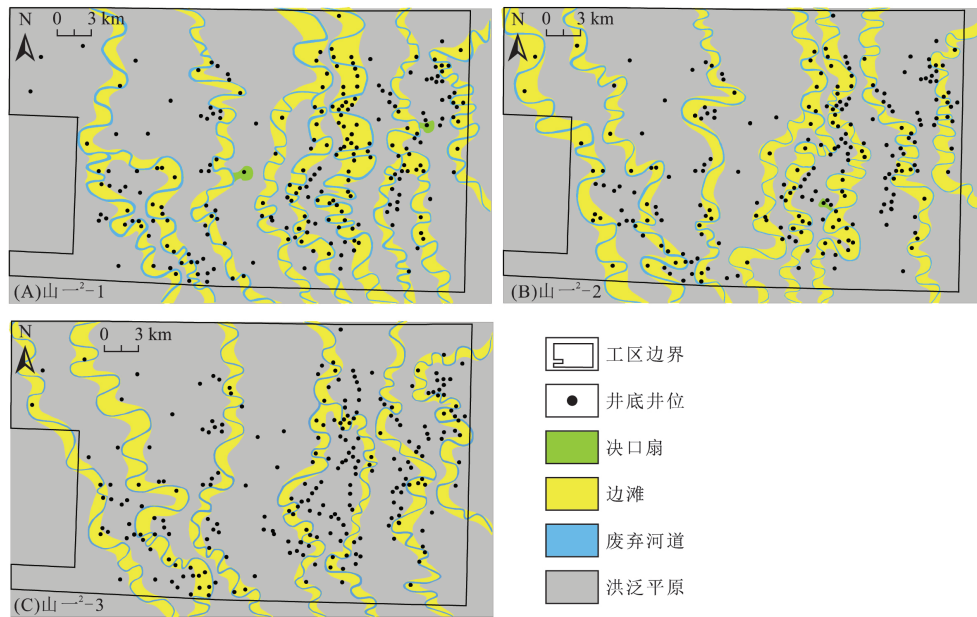 N
0 3 km
(A)山一²-1
N
0 3 km
(B)山一²-2
N
0 3 km
(C)山一²-3
工区边界
井底井位
决口扇
边滩
废弃河道
洪泛平原